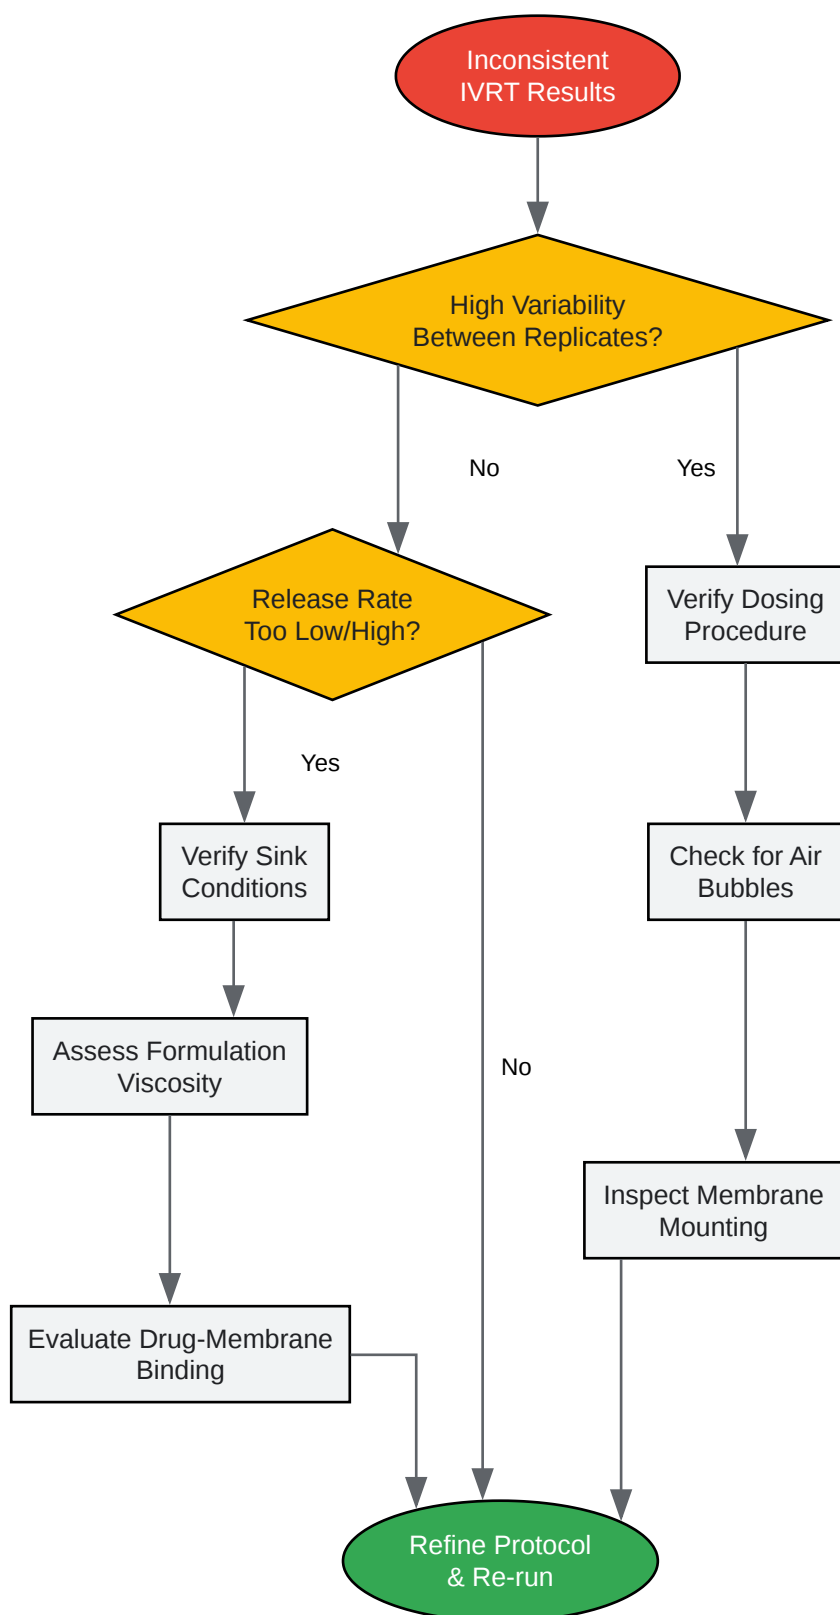 Inconsistent
IVRT Results
High Variability
Between Replicates?
No
Yes
Release Rate
Too Low/High?
Verify Dosing
Procedure
Yes
Verify Sink
Conditions
Check for Air
Bubbles
Assess Formulation
Viscosity
No
Inspect Membrane
Mounting
Evaluate Drug-Membrane
Binding
Refine Protocol
& Re-run